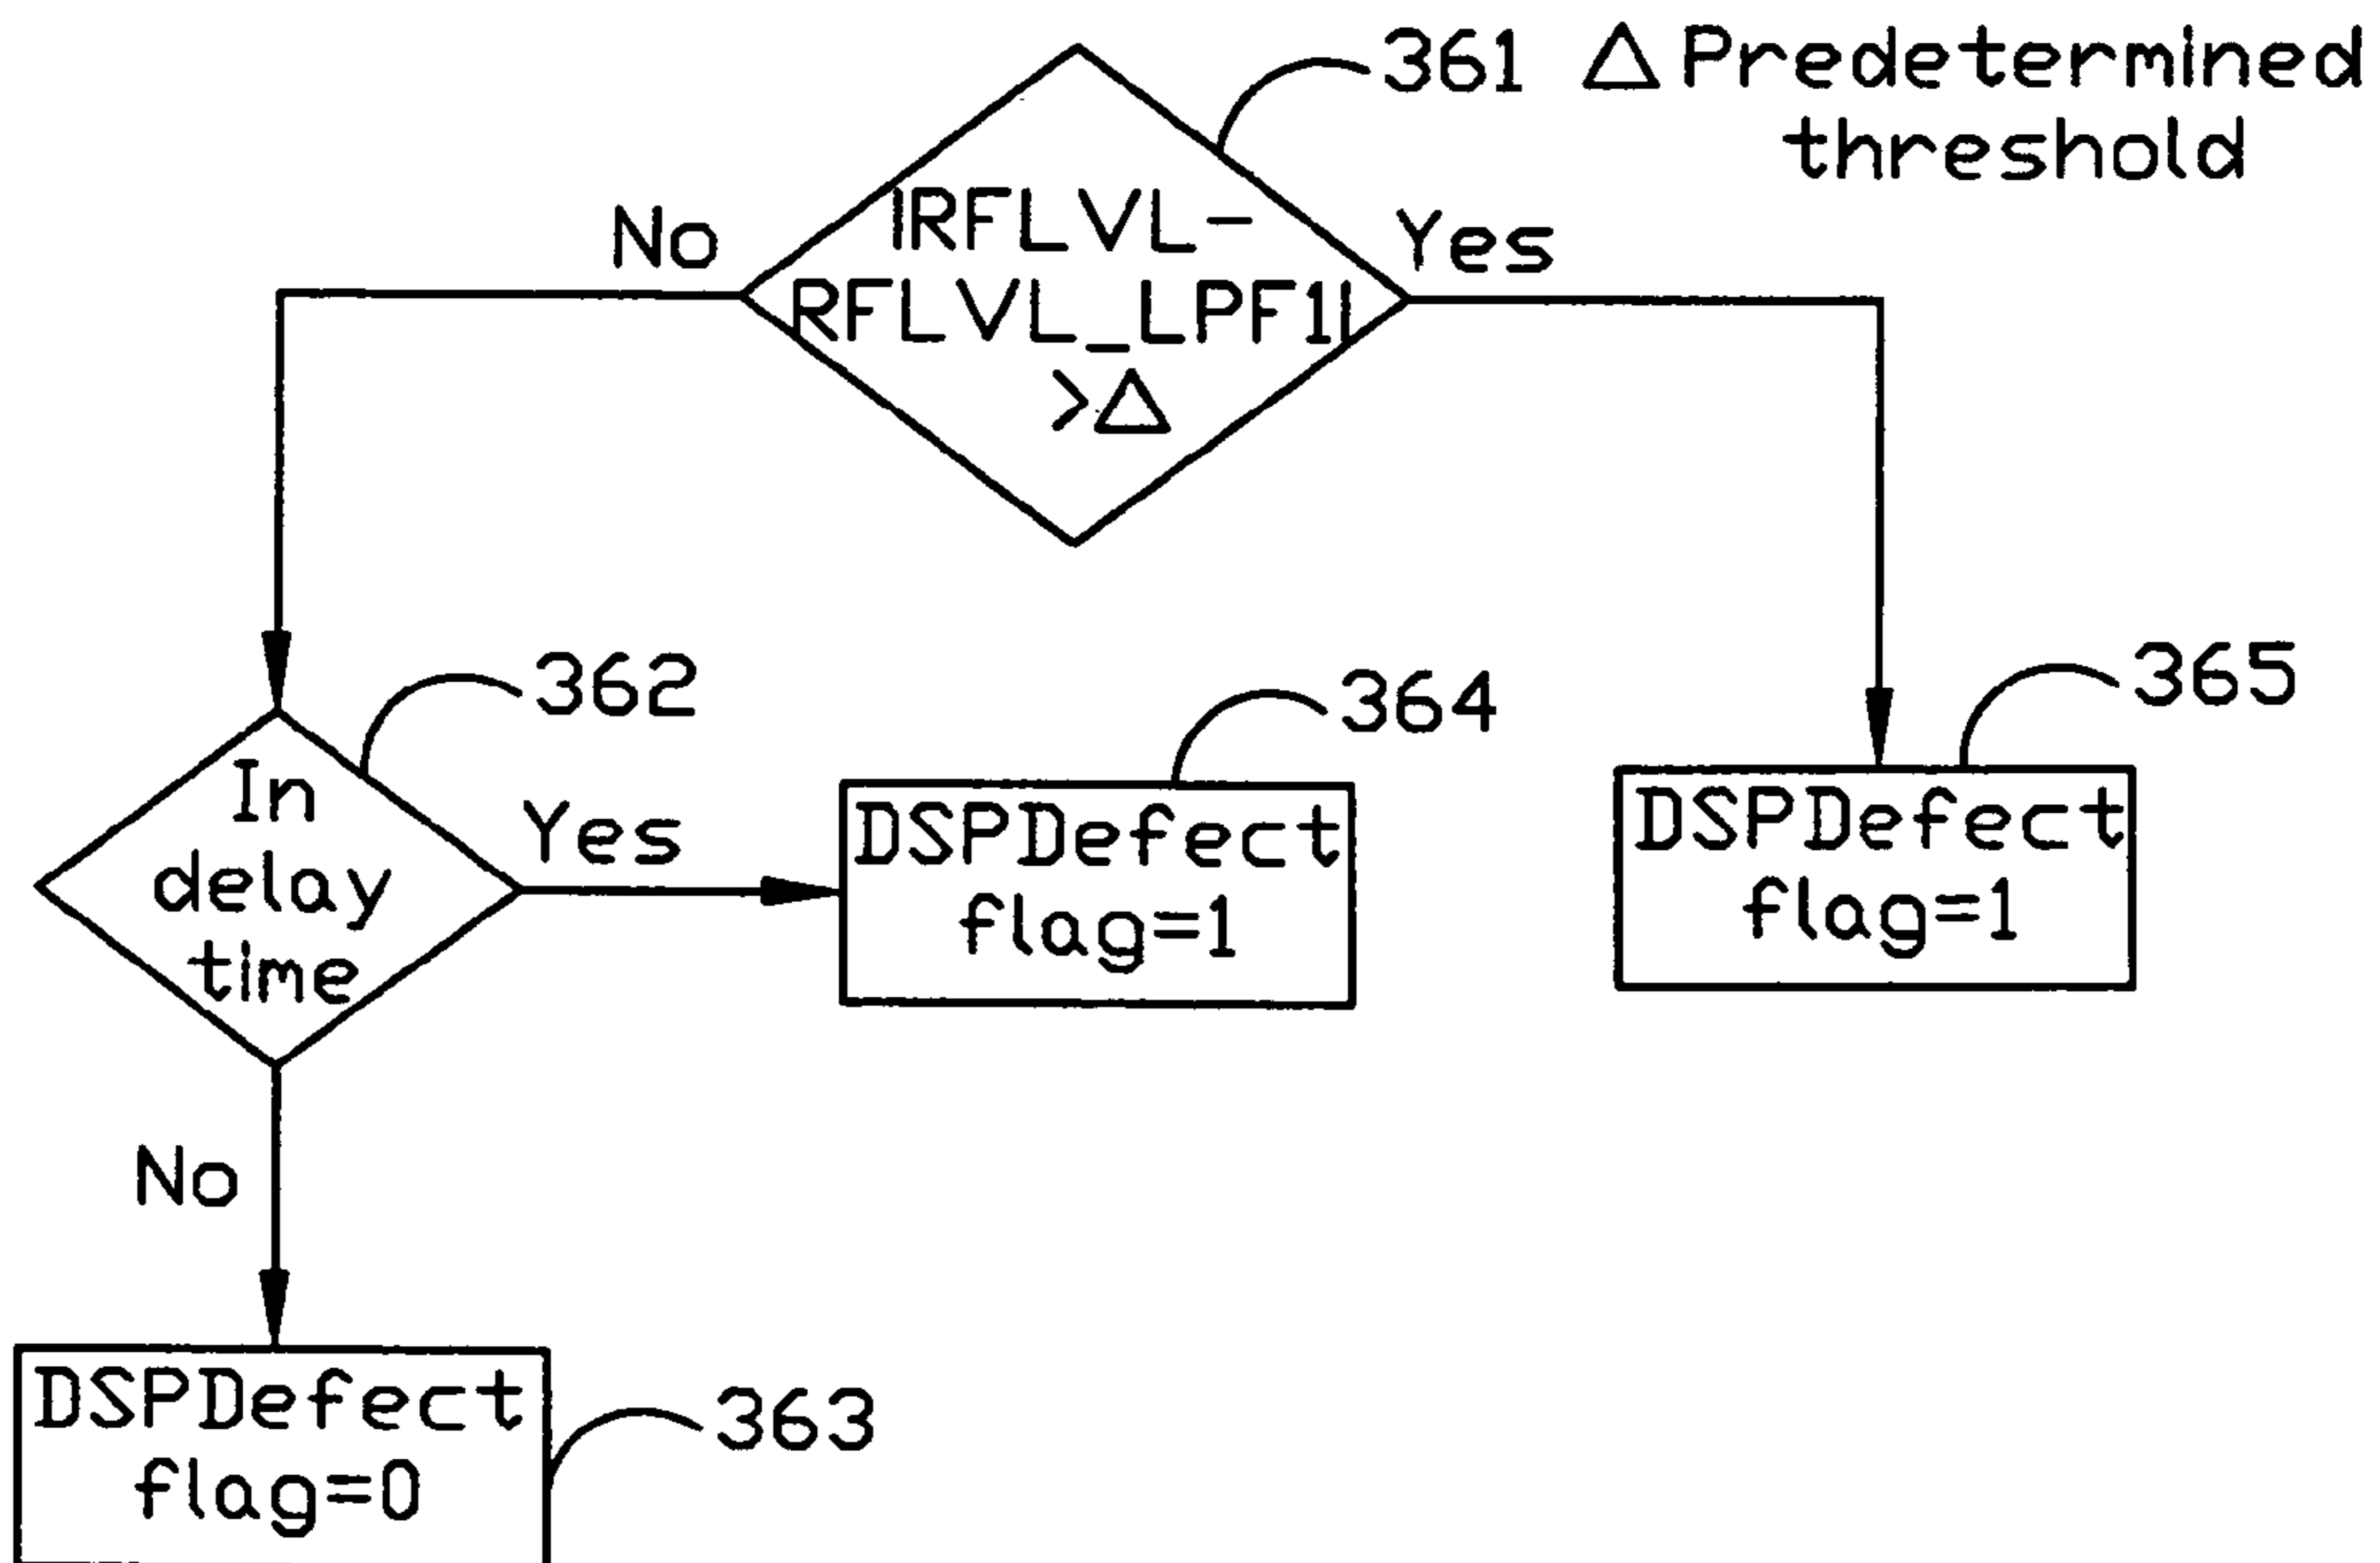 361
△ Predetermined
threshold
No
|RFLVL-
RFLVL_LPF1|
>△
Yes
362
364
365
In
delay
time
Yes
DSPDefect
flag=1
DSPDefect
flag=1
No
DSPDefect
flag=0
363